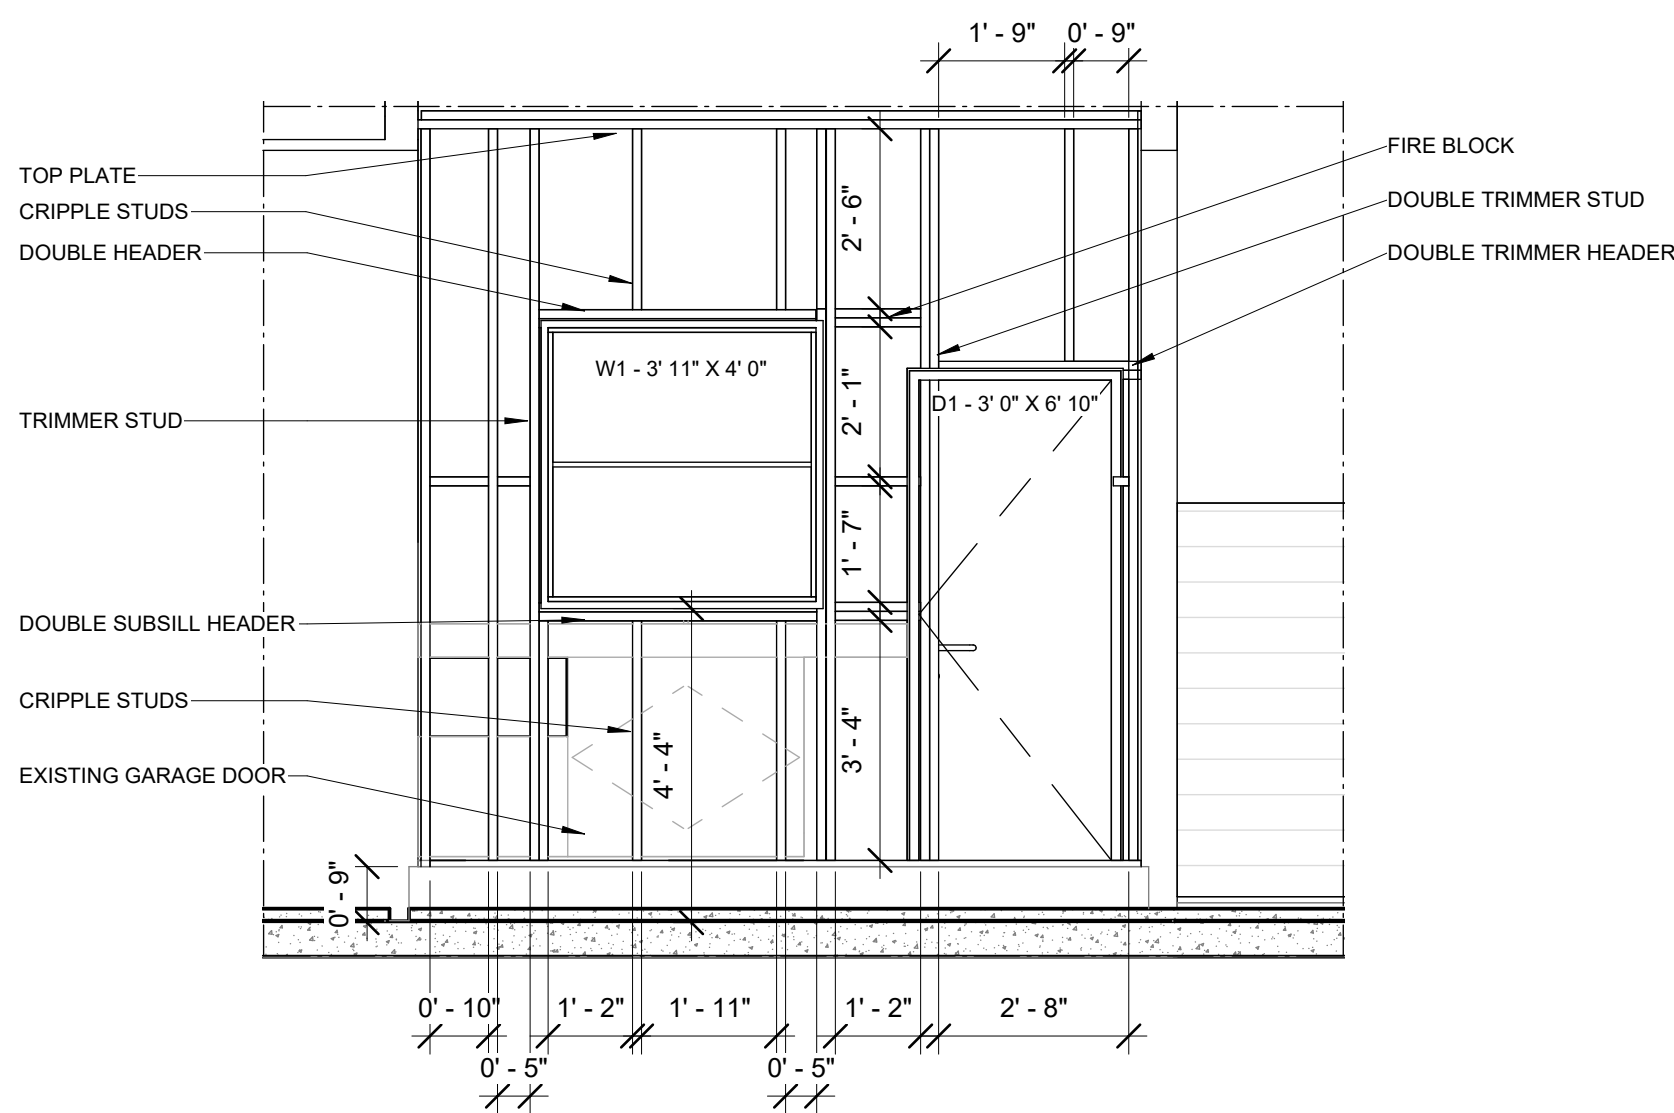 1' - 9" 0' - 9"
TOP PLATE
CRIPPLE STUDS
DOUBLE HEADER
TRIMMER STUD
DOUBLE SUBSILL HEADER
CRIPPLE STUDS
EXISTING GARAGE DOOR
FIRE BLOCK
DOUBLE TRIMMER STUD
DOUBLE TRIMMER HEADER
W1 - 3' 11" X 4' 0"
D1 - 3' 0" X 6' 10"
2' - 6"
2' - 1"
1' - 7"
3' - 4"
4' - 4"
0' - 9"
0' - 10" 1' - 2" 1' - 11" 1' - 2" 2' - 8"
0' - 5" 0' - 5"